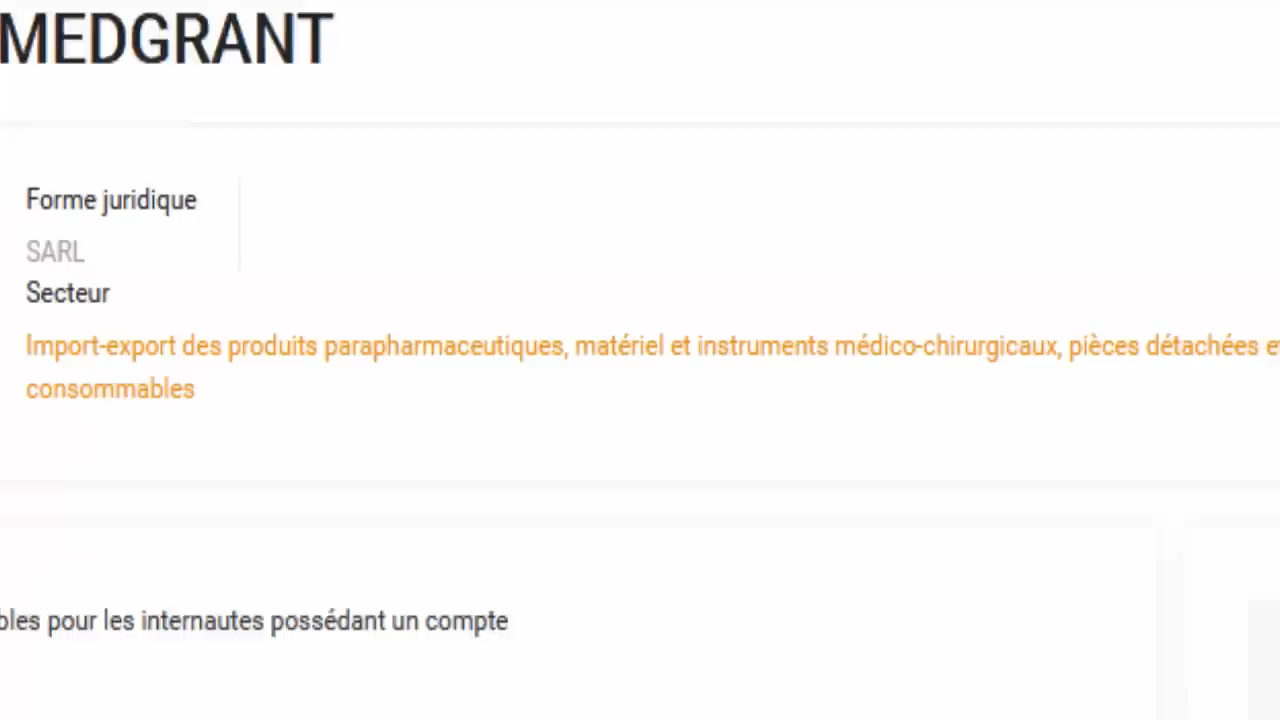 MEDGRANT
Forme juridique
SARL
Secteur
Import-export des produits parapharmaceutiques, matériel et instruments médico-chirurgicaux, pièces détachées
consommables
pour les internautes possédant un compte